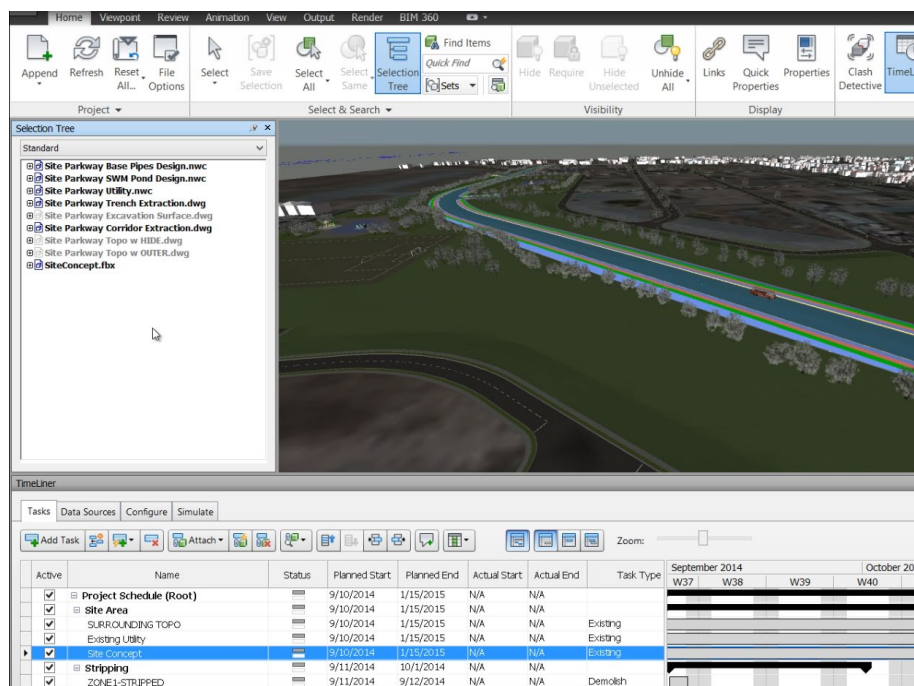 Home Viewpoint Review Animation View Output Render BIM 360
Append Refresh Reset All... File Options Select Save Selection Select All Select Same Selection Tree Find Items
Quick Find
Sets
Hide Require Hide Unselected Unhide All Links Quick Properties Properties Clash Detective TimeL
Project Select & Search Visibility Display
Selection Tree
Standard
Site Parkway Base Pipes Design.nwc
Site Parkway SWM Pond Design.nwc
Site Parkway Utility.nwc
Site Parkway Trench Extraction.dwg
Site Parkway Excavation Surface.dwg
Site Parkway Corridor Extraction.dwg
Site Parkway Topo w HIDE.dwg
Site Parkway Topo w OUTER.dwg
SiteConcept.fbx
TimeLiner
Tasks Data Sources Configure Simulate
Add Task Attach Zoom:
September 2014 October 20
Active Name Status Planned Start Planned End Actual Start Actual End Task Type W37 W38 W39 W40
Project Schedule (Root) 9/10/2014 1/15/2015 N/A N/A
Site Area 9/10/2014 1/15/2015 N/A N/A
SURROUNDING TOPO 9/10/2014 1/15/2015 N/A N/A Existing
Existing Utility 9/10/2014 1/15/2015 N/A N/A Existing
Site Concept 9/10/2014 1/15/2015 N/A N/A Existing
Stripping 9/11/2014 10/1/2014 N/A N/A
ZONE1-STRIPPED 9/11/2014 9/12/2014 N/A N/A Demolish